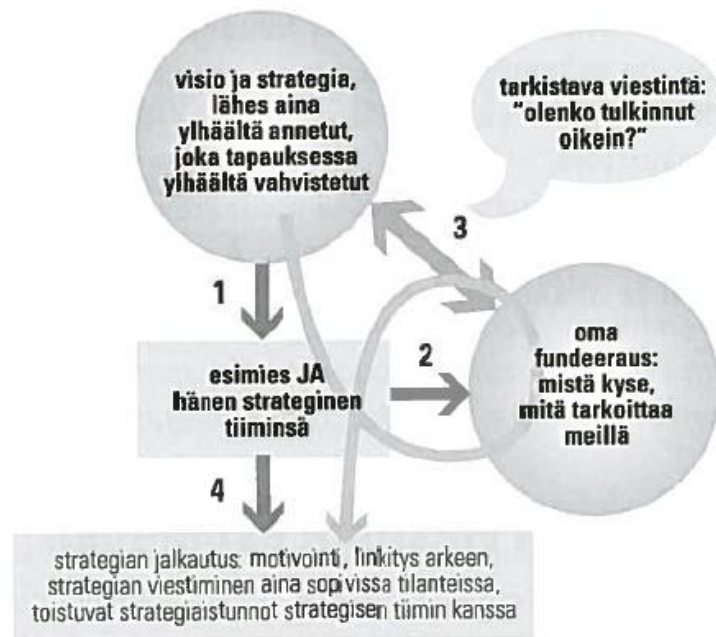 visio ja strategia,
lähes aina
ylhäältä annetut,
joka tapauksessa
ylhäältä vahvistetut
tarkistava viestintä:
"olenko tulkinnut
oikein?"
3
1
esimies JA
hänen strateginen
tiiminsä
2
oma
fundeeraus:
mistä kyse,
mitä tarkoittaa
meillä
4
strategian jalkautus: motivointi, linkitys arkeen,
strategian viestiminen aina sopivissa tilanteissa,
toistuvat strategiaistunnot strategisen tiimin kanssa